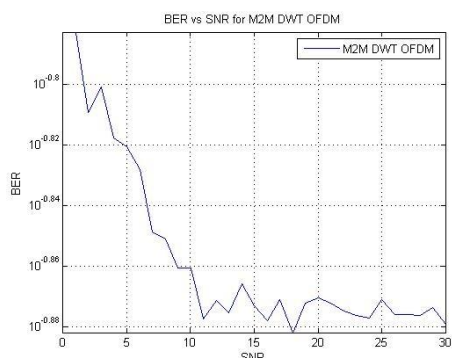 BER vs SNR for M2M DWT OFDM
M2M DWT OFDM
10^-0.8
10^-0.82
10^-0.84
10^-0.86
10^-0.88
BER
0 5 10 15 20 25 30
SNR